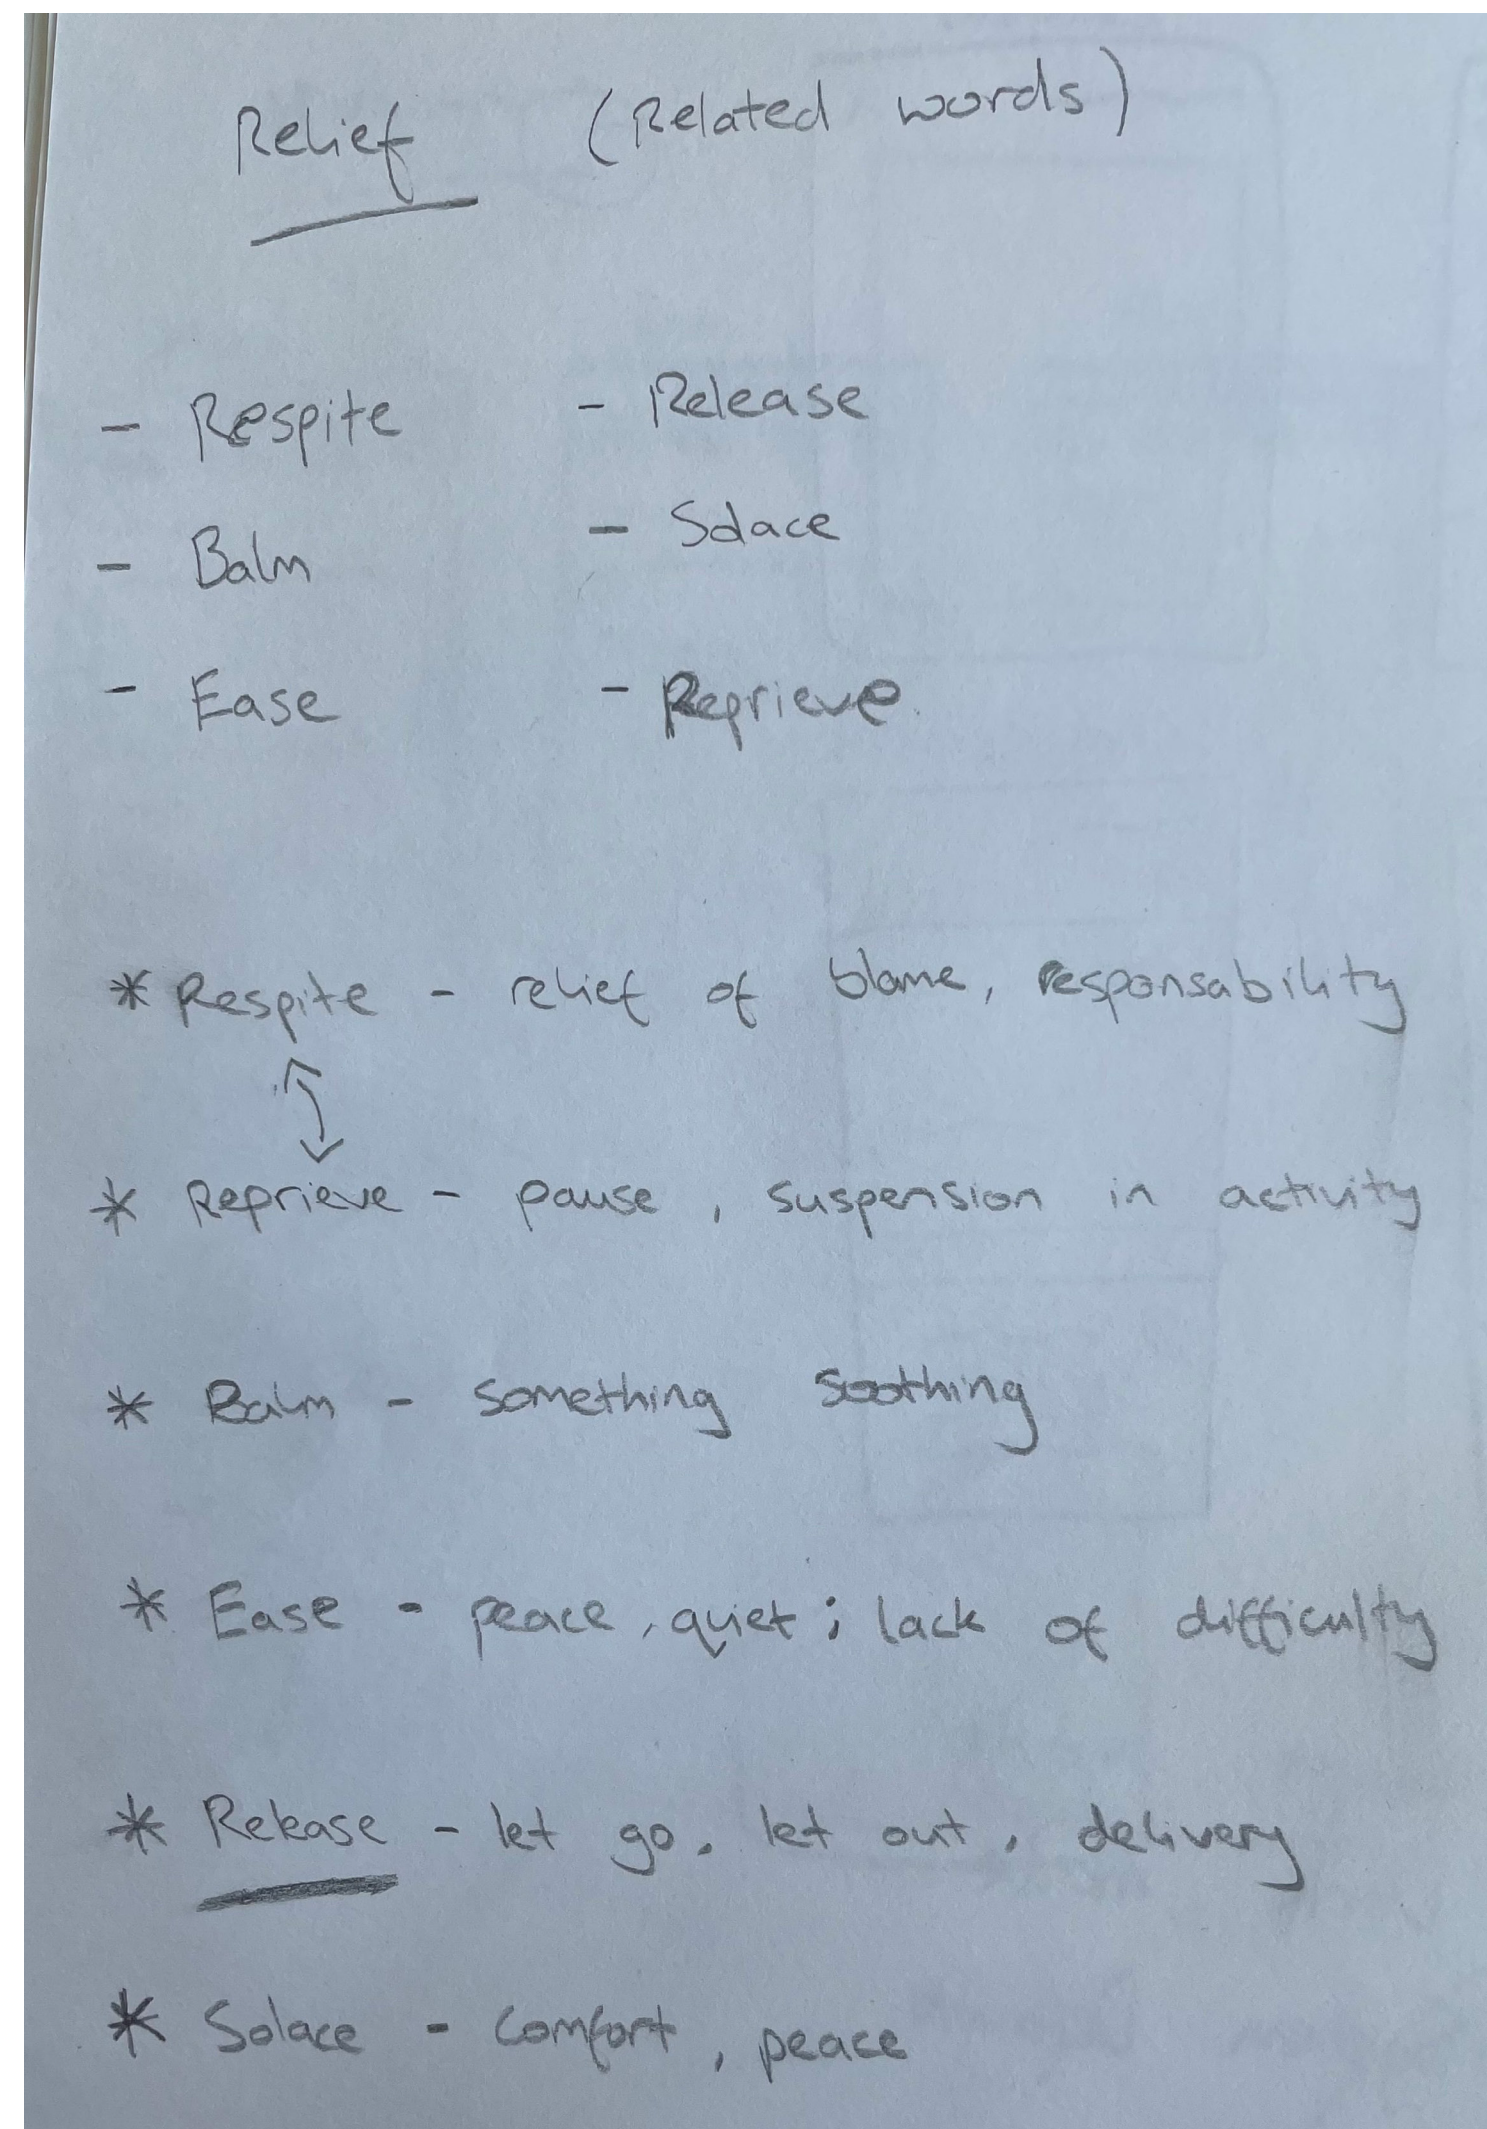 Relief (Related words)
- Respite - Release
- Balm - Solace
- Ease - Reprieve.
* Respite - relief of blame, responsability
* Reprieve - pause, suspension in activity
* Balm - something soothing
* Ease - peace, quiet; lack of difficulty
* Release - let go, let out, delivery
* Solace - comfort, peace